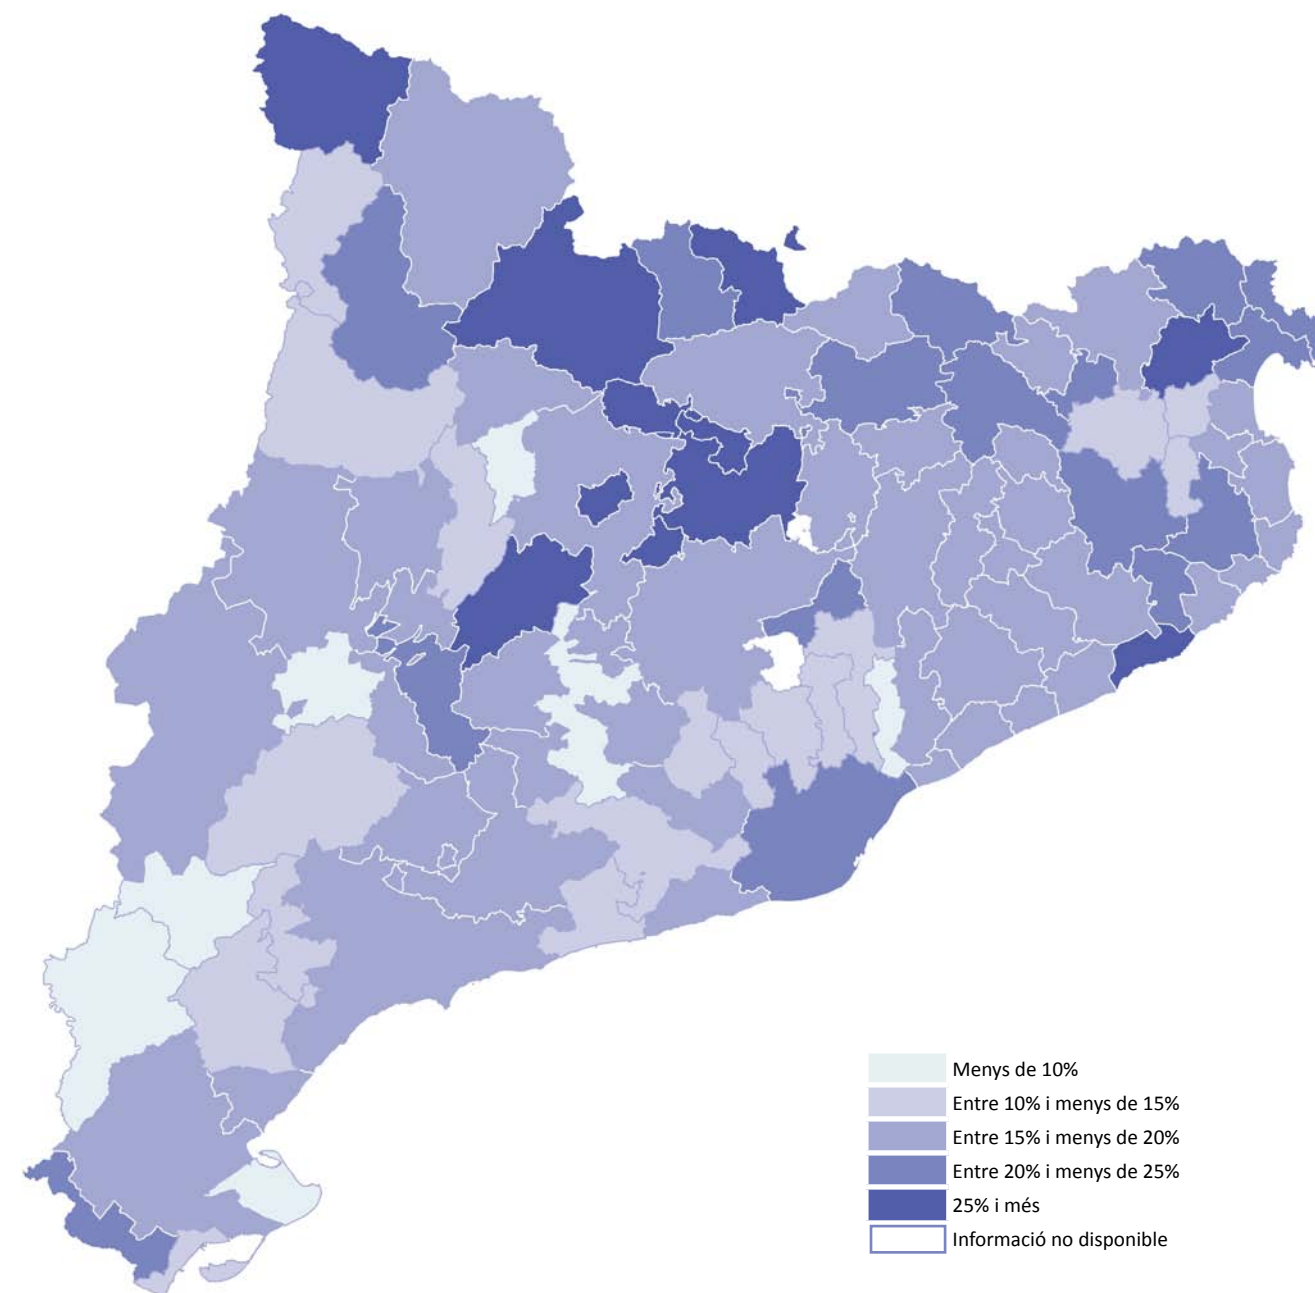 Menys de 10%
Entre 10% i menys de 15%
Entre 15% i menys de 20%
Entre 20% i menys de 25%
25% i més
Informació no disponible